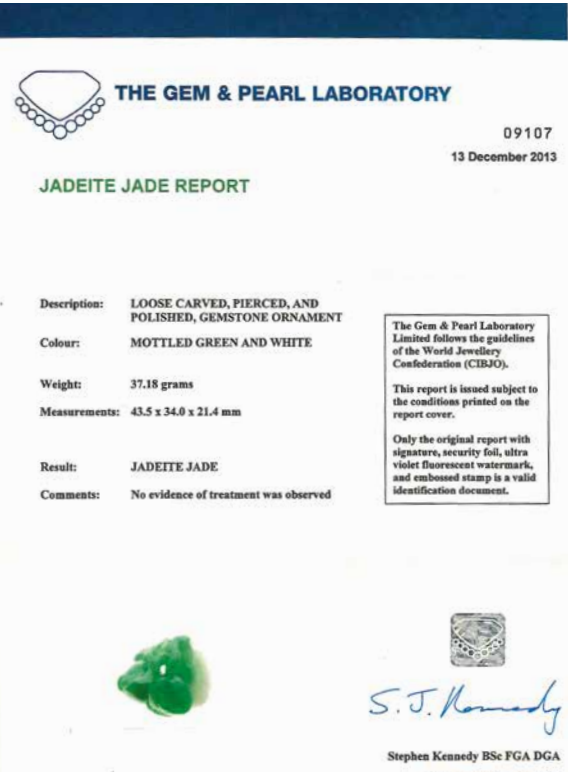 THE GEM & PEARL LABORATORY
09107
13 December 2013
JADEITE JADE REPORT
Description: LOOSE CARVED, PIERCED, AND
POLISHED, GEMSTONE ORNAMENT
Colour: MOTTLED GREEN AND WHITE
Weight: 37.18 grams
Measurements: 43.5 x 34.0 x 21.4 mm
Result: JADEITE JADE
Comments: No evidence of treatment was observed
The Gem & Pearl Laboratory
Limited follows the guidelines
of the World Jewellery
Confederation (CIBJO).
This report is issued subject to
the conditions printed on the
report cover.
Only the original report with
signature, security foil, ultra
violet fluorescent watermark,
and embossed stamp is a valid
identification document.
S. J. Kennedy
Stephen Kennedy BSc FGA DGA